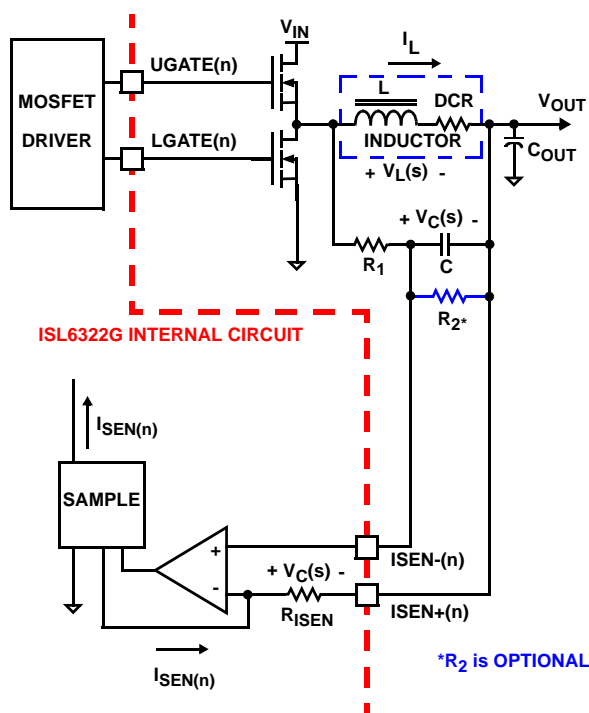 V_IN
I_L
MOSFET
DRIVER
UGATE(n)
LGATE(n)
L
DCR
INDUCTOR
V_OUT
C_OUT
+ V_L(s) -
+ V_C(s) -
R_1
C
R_2*
ISL6322G INTERNAL CIRCUIT
I_SEN(n)
SAMPLE
+
-
+ V_C(s) -
R_ISEN
ISEN-(n)
ISEN+(n)
I_SEN(n)
*R_2 is OPTIONAL